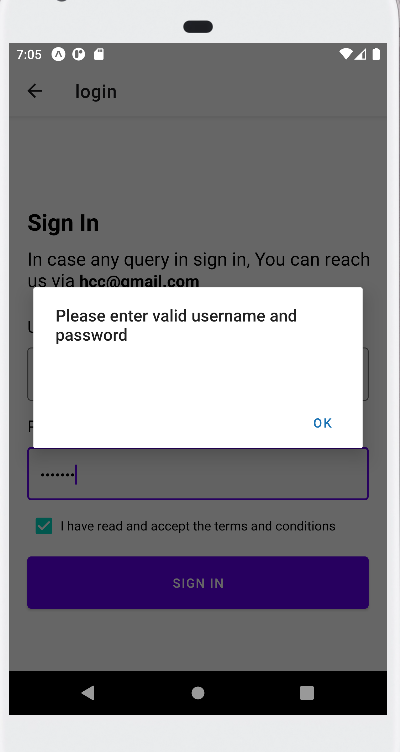 7:05
login
Sign In
In case any query in sign in, You can reach
us via hcc@gmail.com
Please enter valid username and
password
OK
•••••••
I have read and accept the terms and conditions
SIGN IN